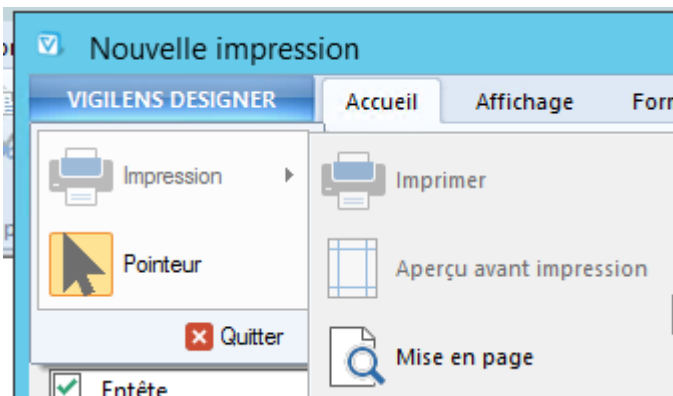 Nouvelle impression
VIGILENS DESIGNER
Accueil
Affichage
Impression
Imprimer
Pointeur
Aperçu avant impression
Quitter
Mise en page
Entête